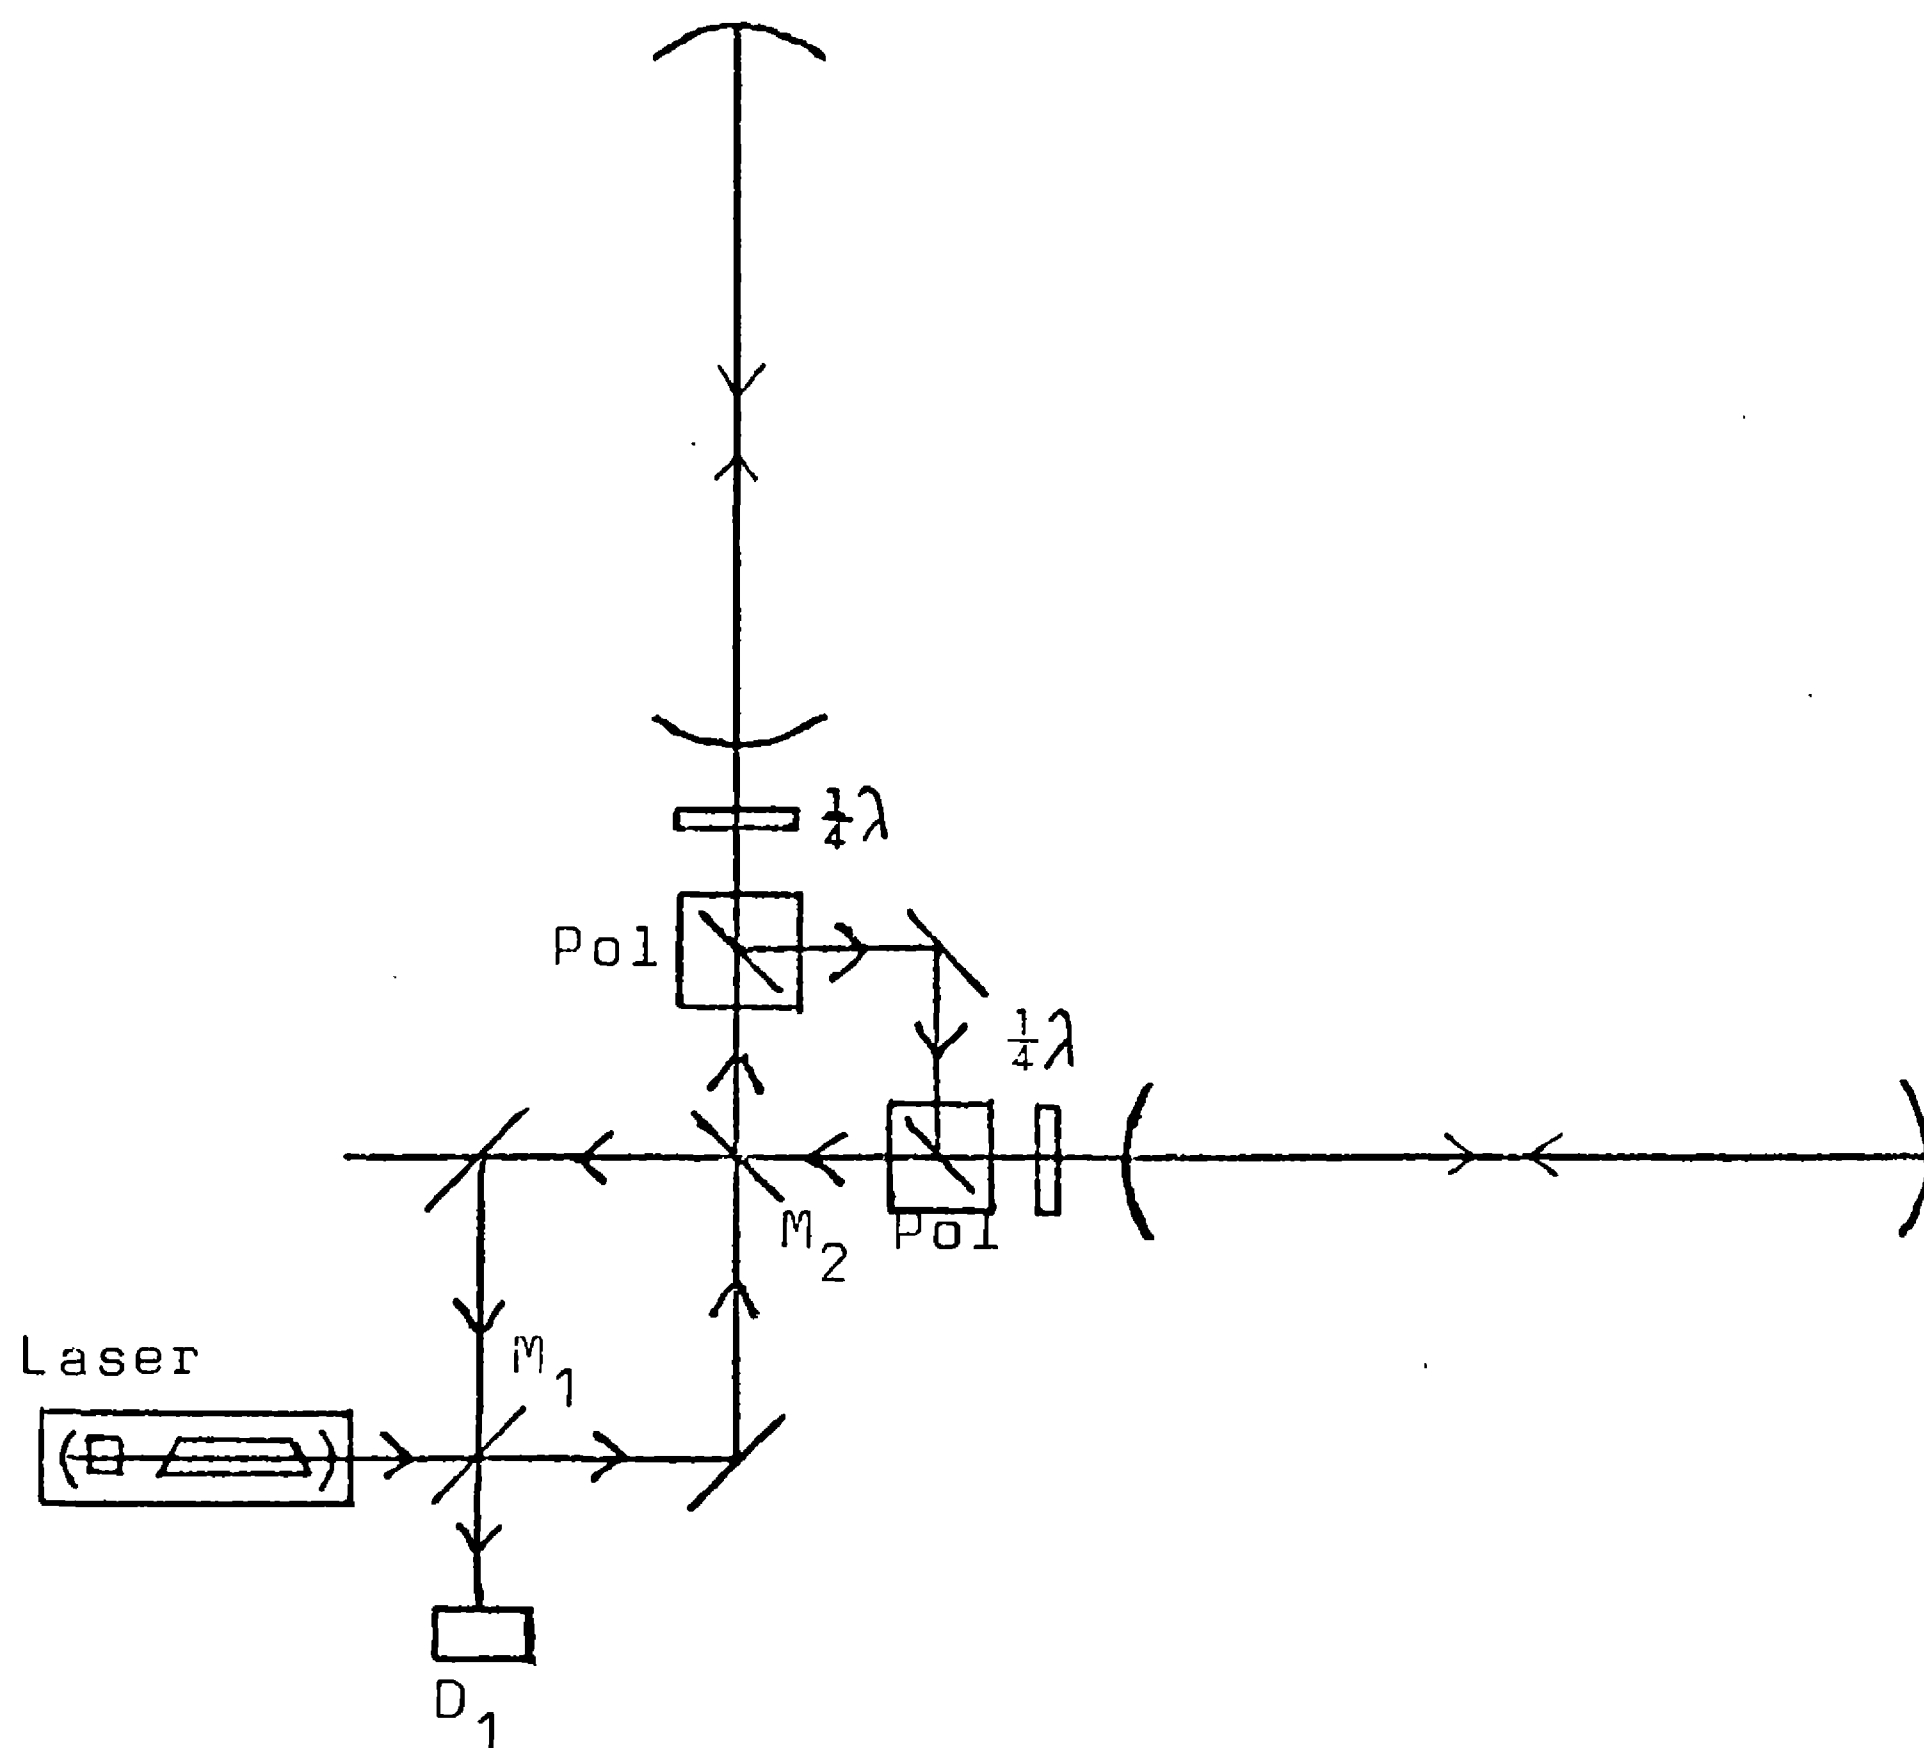 ¼λ
Pol
¼λ
M₂
Pol
Laser
M₁
D₁